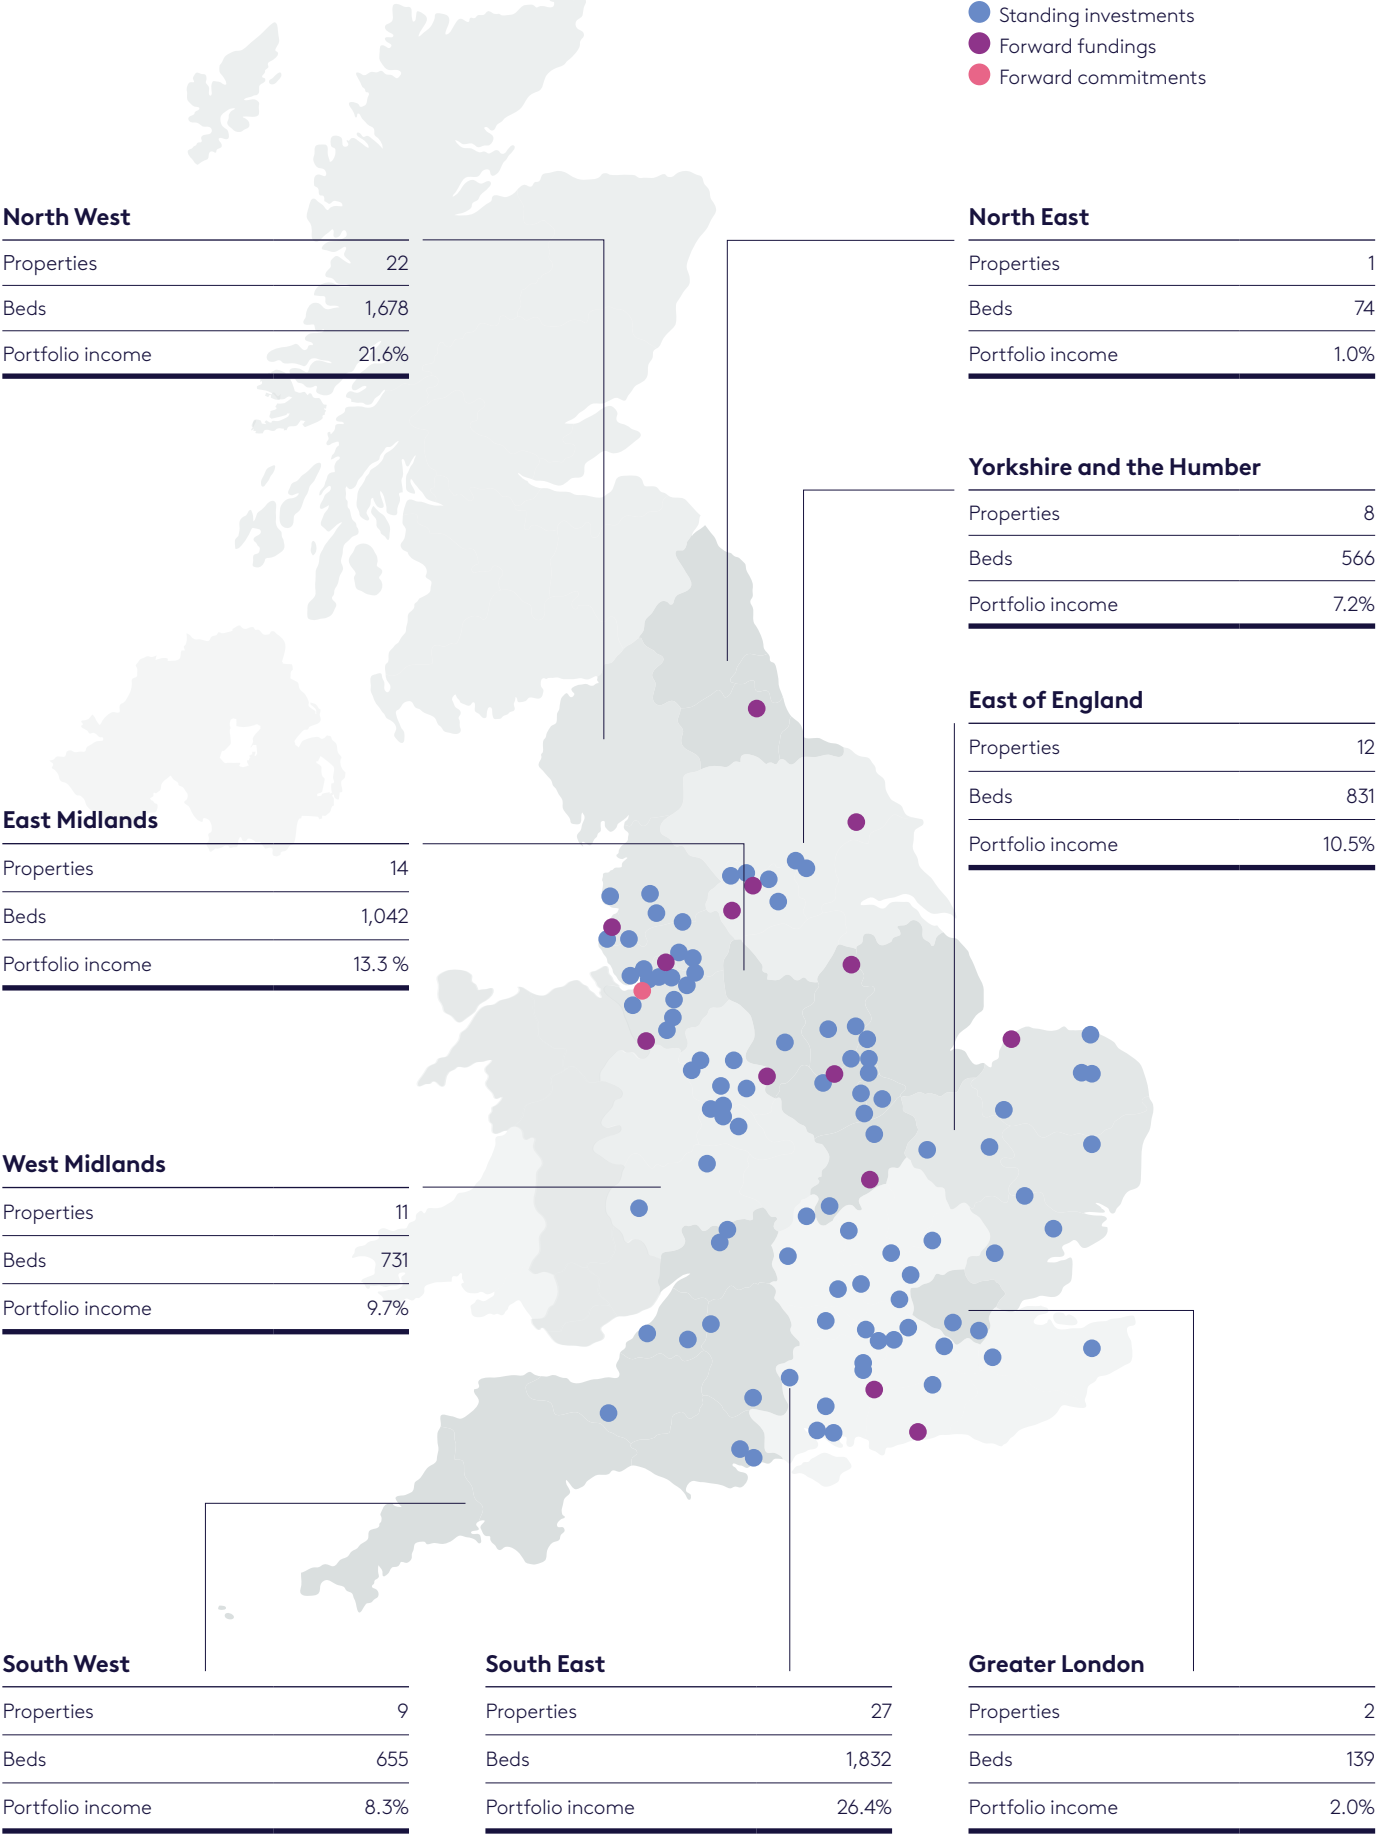 Standing investments
Forward fundings
Forward commitments
North West
Properties 22
Beds 1,678
Portfolio income 21.6%
North East
Properties 1
Beds 74
Portfolio income 1.0%
Yorkshire and the Humber
Properties 8
Beds 566
Portfolio income 7.2%
East of England
Properties 12
Beds 831
Portfolio income 10.5%
East Midlands
Properties 14
Beds 1,042
Portfolio income 13.3 %
West Midlands
Properties 11
Beds 731
Portfolio income 9.7%
South West
Properties 9
Beds 655
Portfolio income 8.3%
South East
Properties 27
Beds 1,832
Portfolio income 26.4%
Greater London
Properties 2
Beds 139
Portfolio income 2.0%